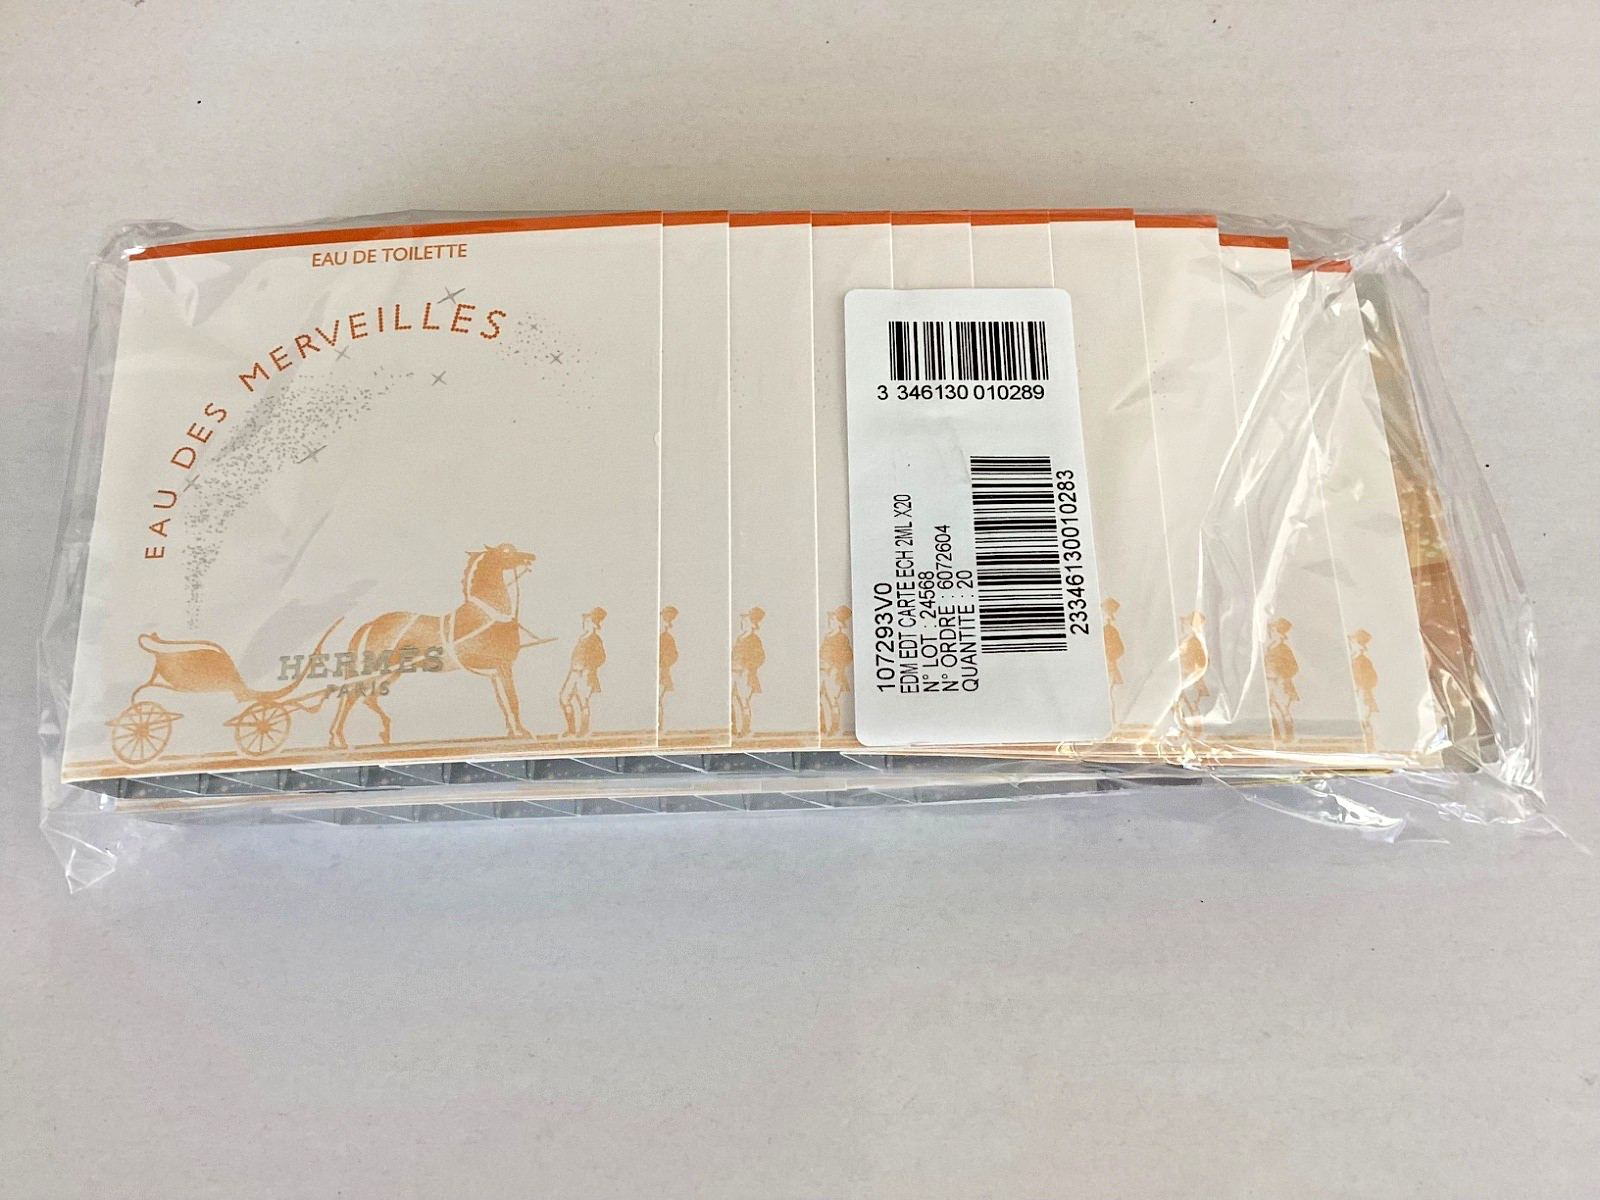 EAU DE TOILETTE
EAU DES MERVEILLES
HERMÈS
PARIS
3 346130 010289
107293V0
EDM EDT CARTE ECH 2ML X20
N° LOT : 24568
N° ORDRE : 6072604
QUANTITE : 20
23346130010283